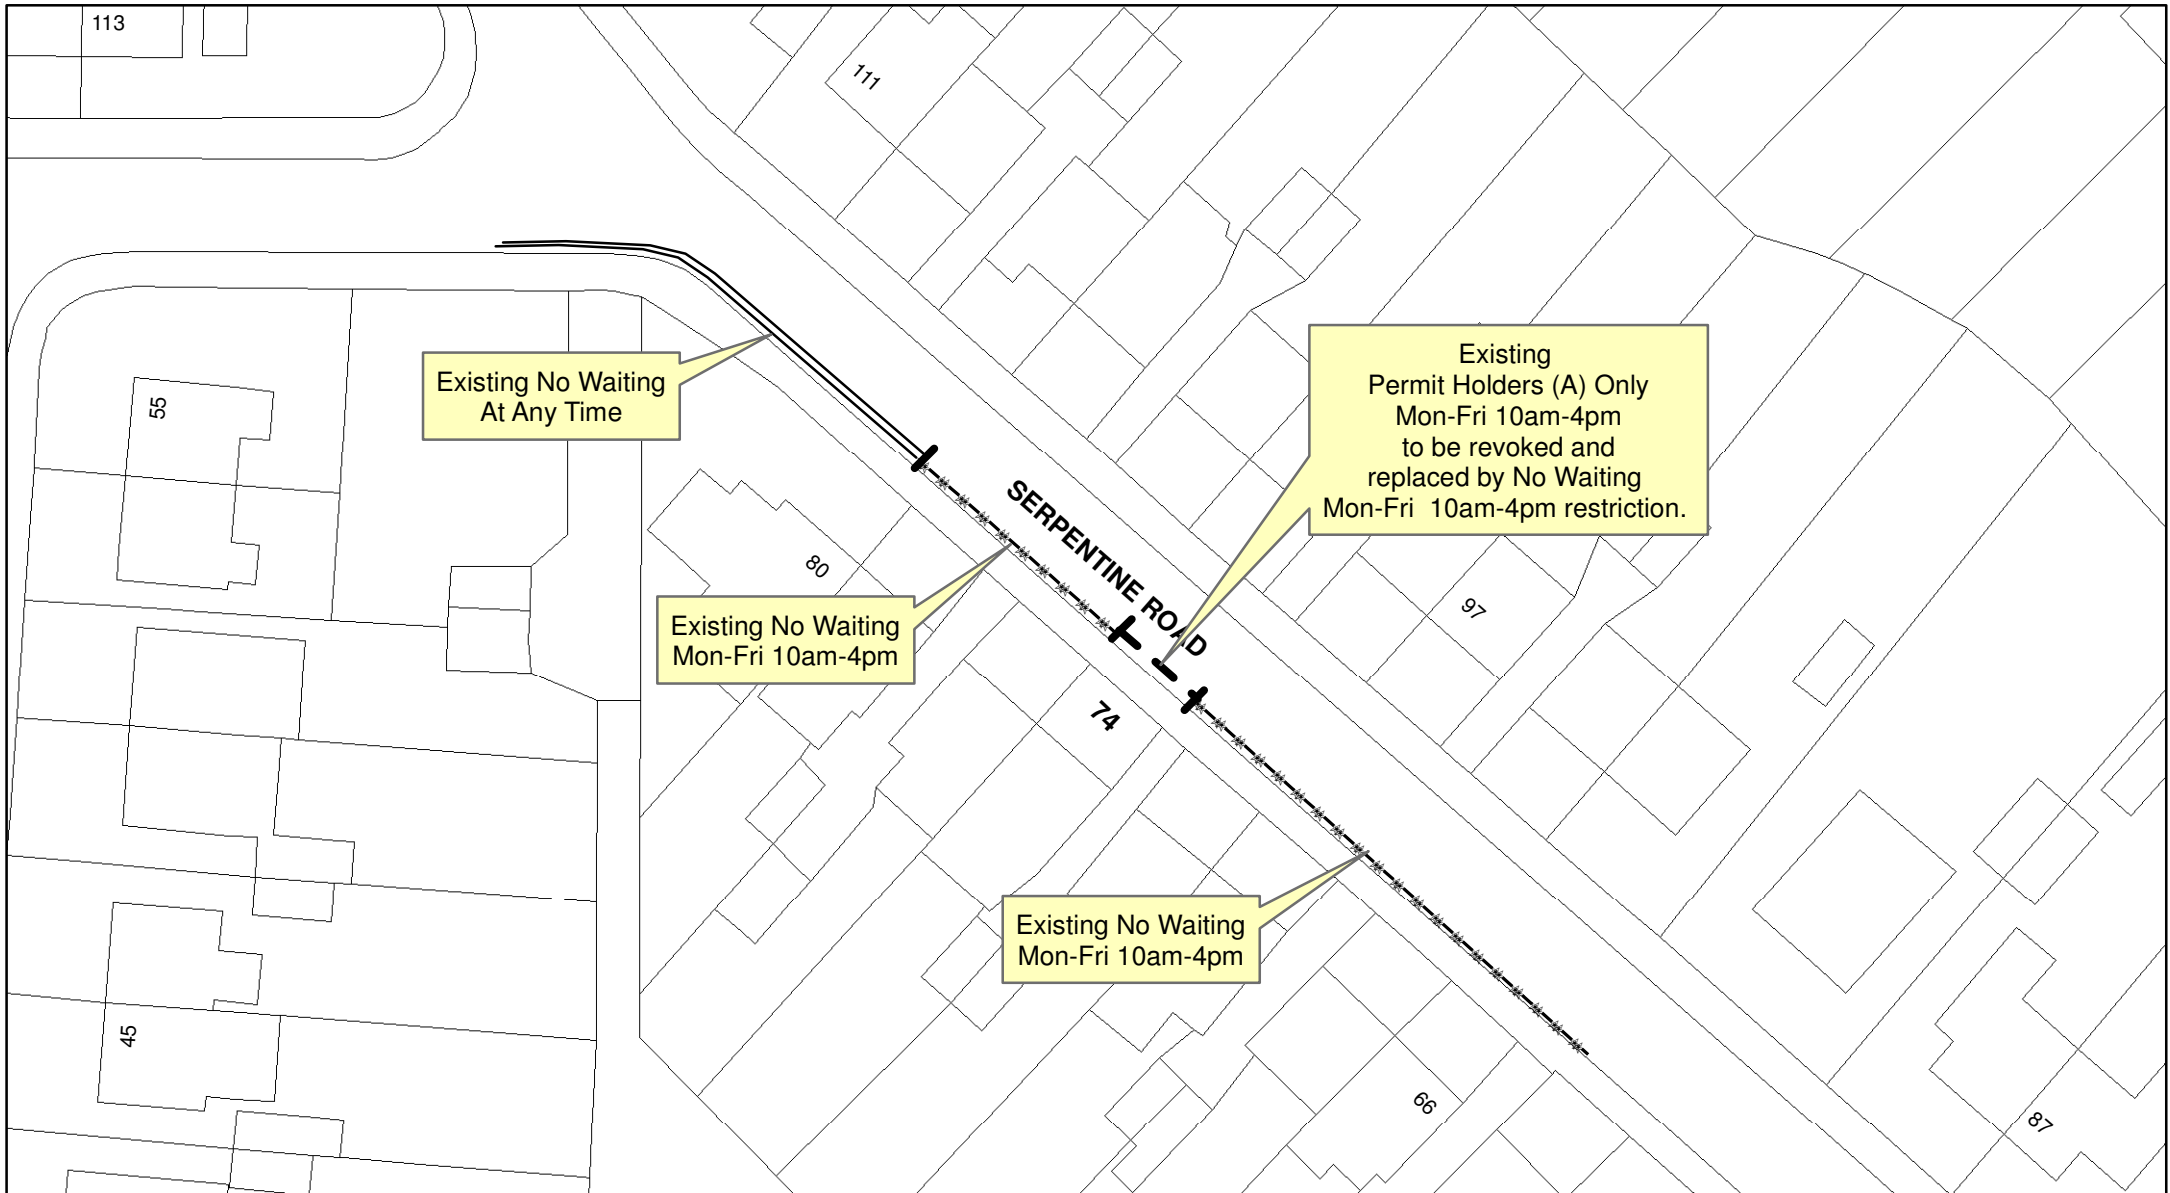 113
111
Existing
Permit Holders (A) Only
Mon-Fri 10am-4pm
to be revoked and
replaced by No Waiting
Mon-Fri  10am-4pm restriction.
Existing No Waiting
At Any Time
55
SERPENTINE ROAD
80
97
Existing No Waiting
Mon-Fri 10am-4pm
74
Existing No Waiting
Mon-Fri 10am-4pm
45
66
87